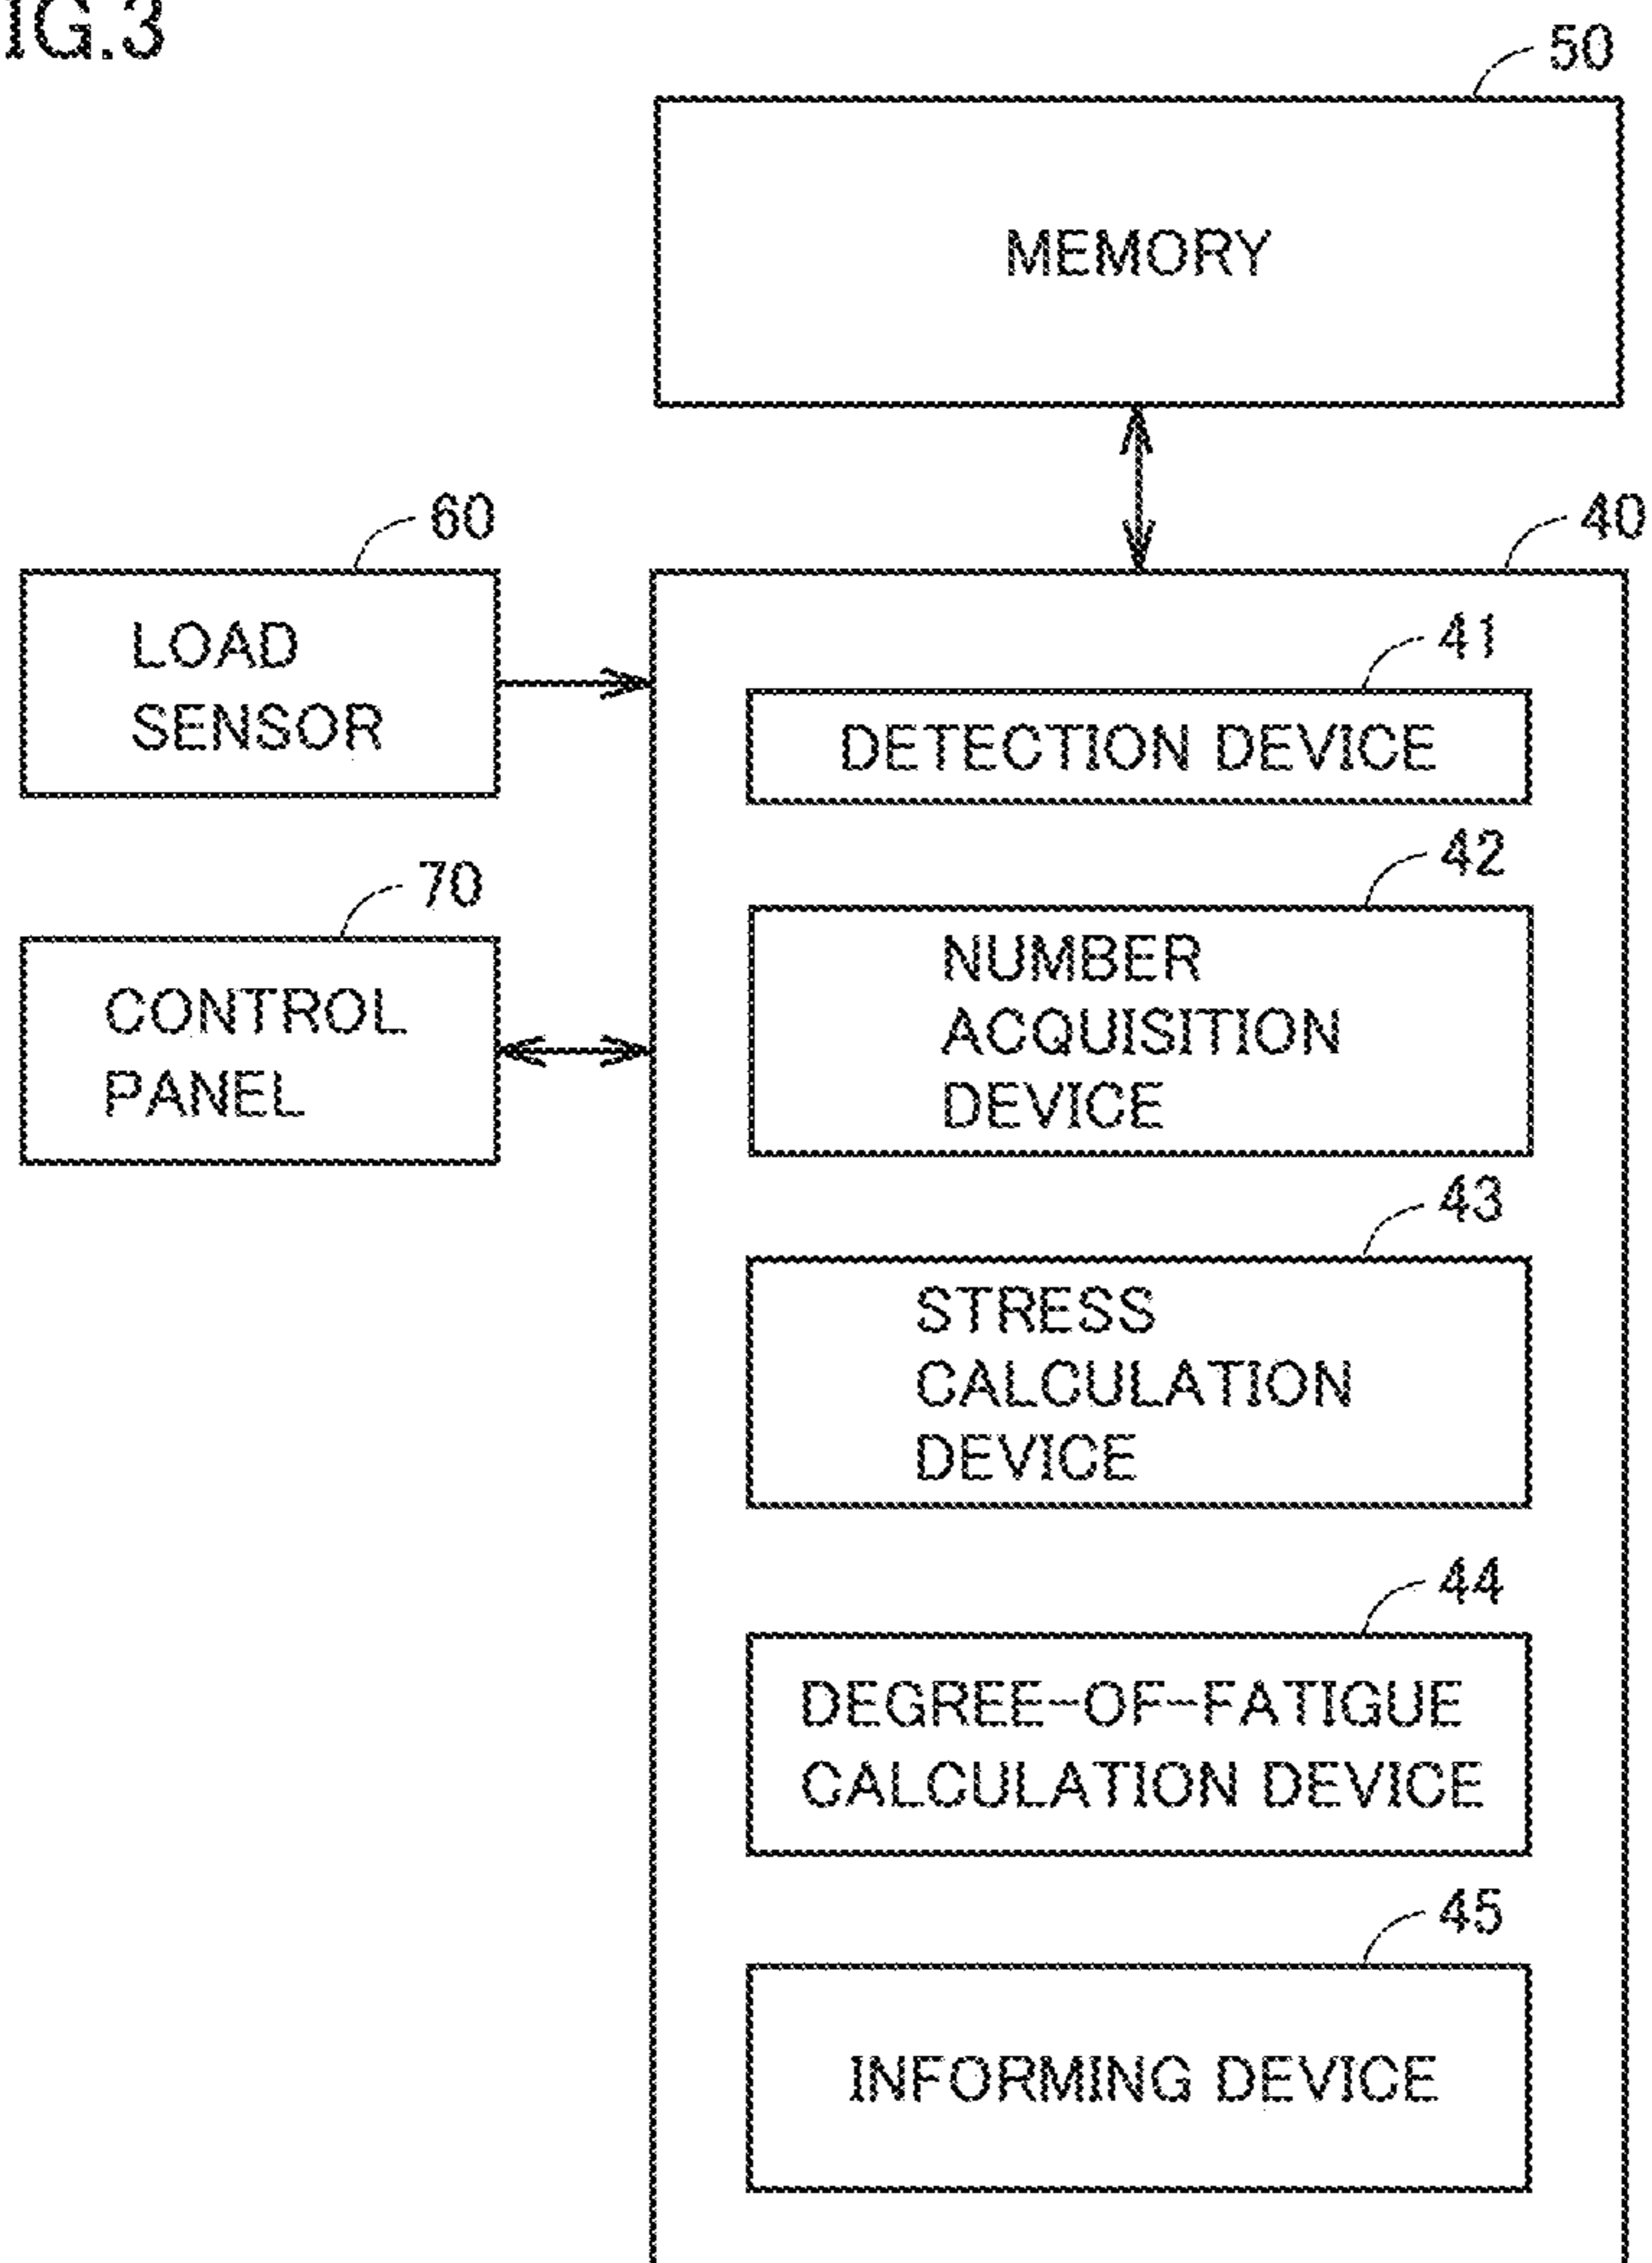 IG.3
50
MEMORY
60
40
LOAD
SENSOR
41
DETECTION DEVICE
42
70
NUMBER
ACQUISITION
DEVICE
CONTROL
PANEL
43
STRESS
CALCULATION
DEVICE
44
DEGREE-OF-FATIGUE
CALCULATION DEVICE
45
INFORMING DEVICE